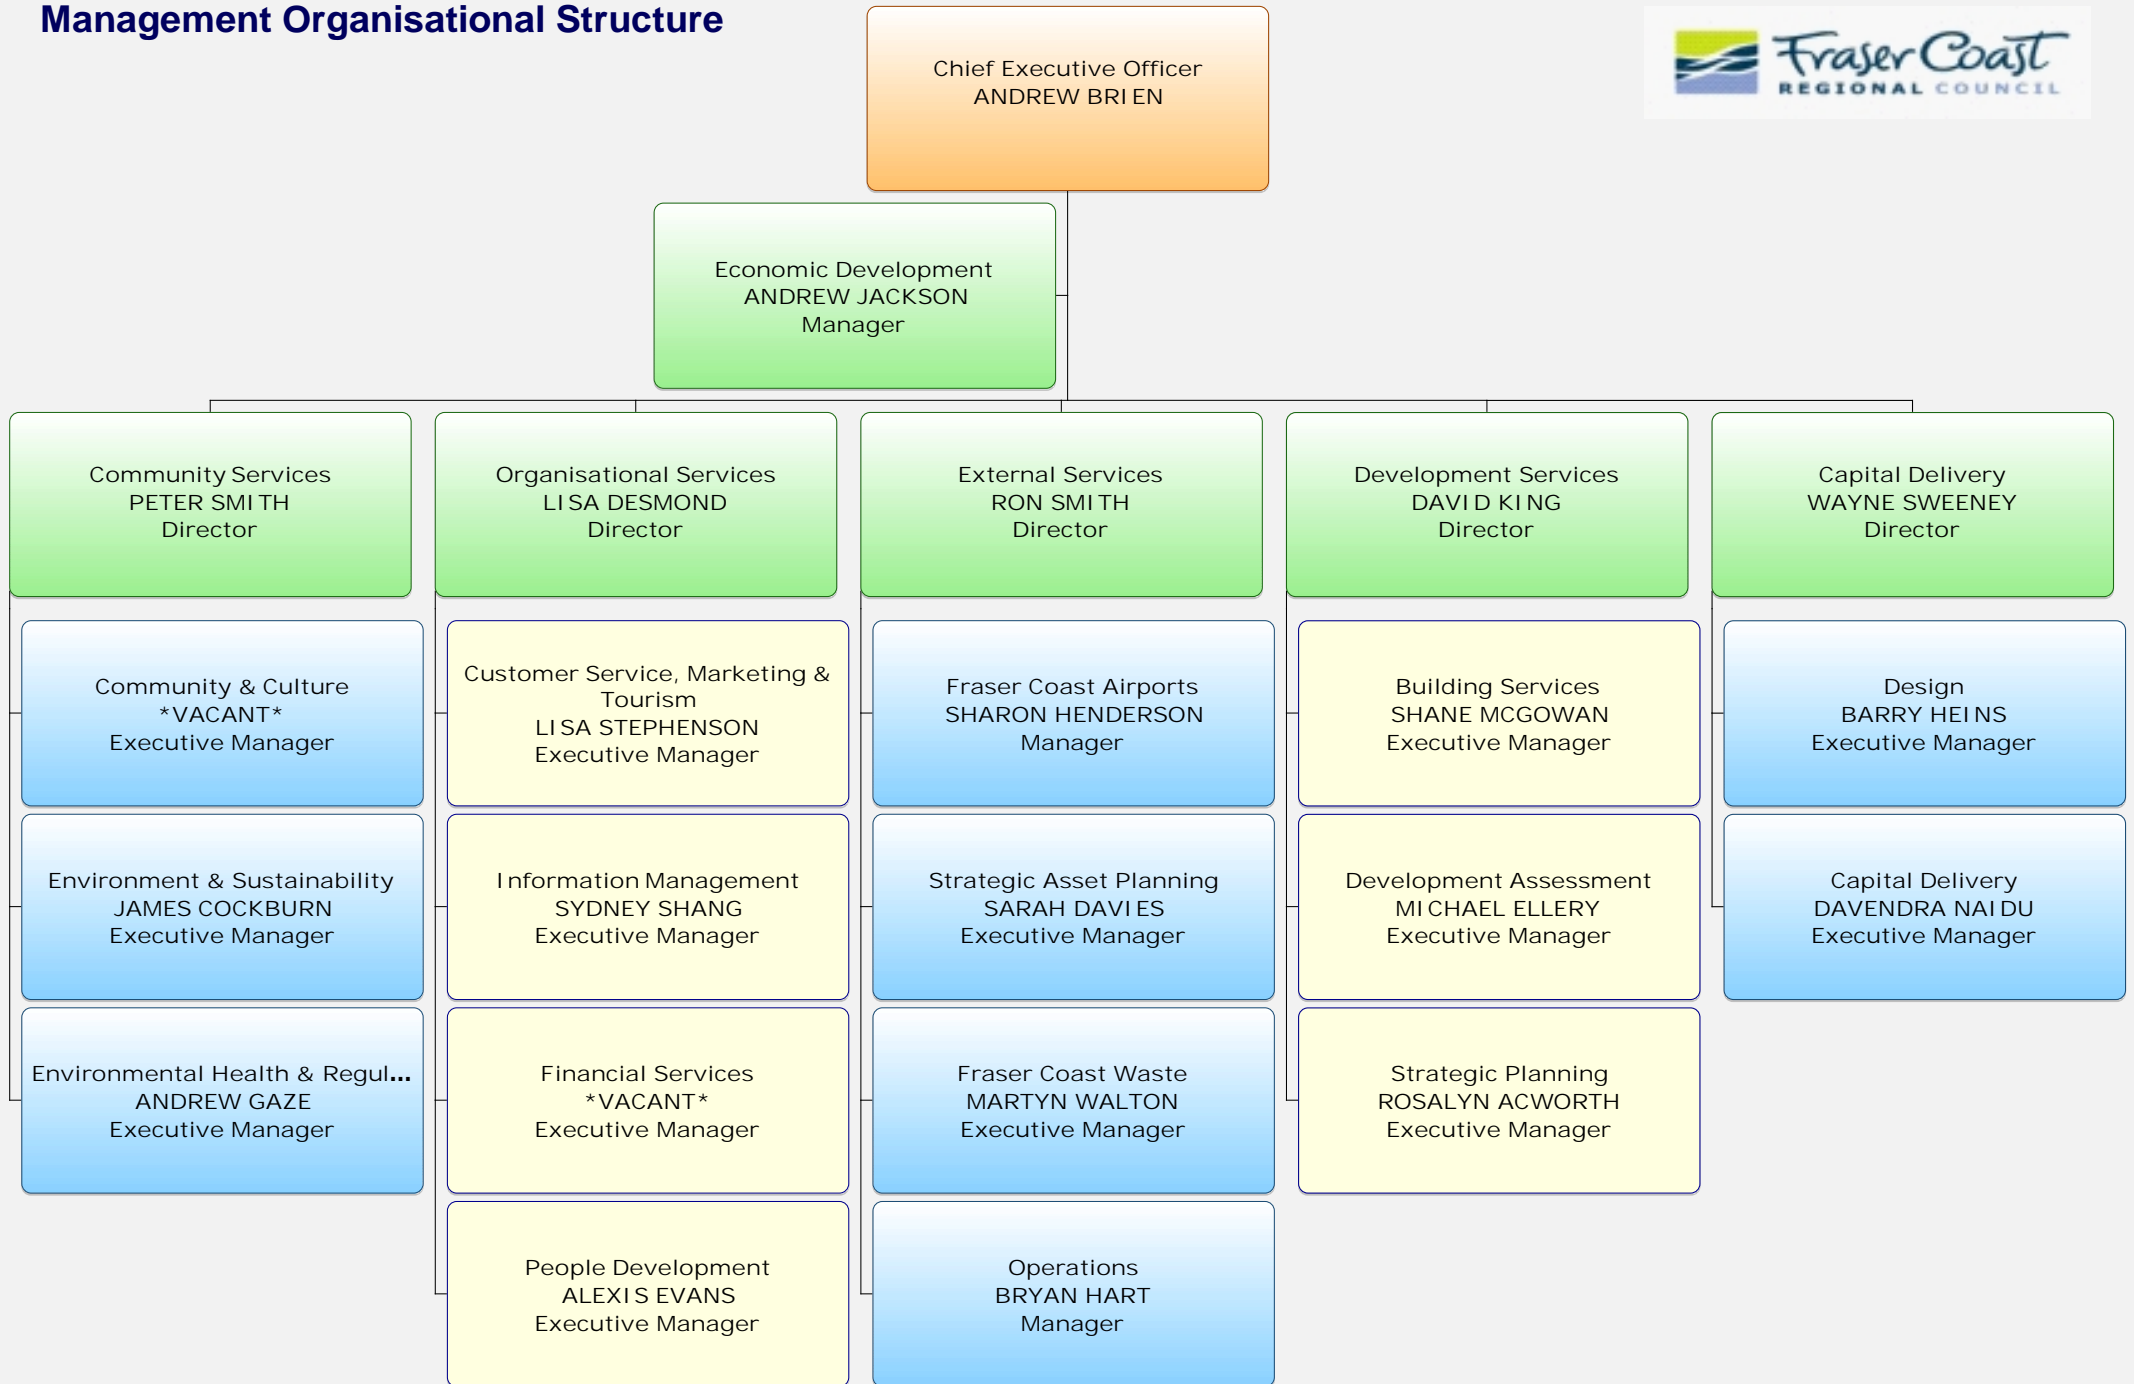 Management Organisational Structure
Fraser Coast
REGIONAL COUNCIL
Chief Executive Officer
ANDREW BRIEN
Economic Development
ANDREW JACKSON
Manager
Community Services
PETER SMITH
Director
Organisational Services
LISA DESMOND
Director
External Services
RON SMITH
Director
Development Services
DAVID KING
Director
Capital Delivery
WAYNE SWEENEY
Director
Community & Culture
*VACANT*
Executive Manager
Environment & Sustainability
JAMES COCKBURN
Executive Manager
Environmental Health & Regul...
ANDREW GAZE
Executive Manager
Customer Service, Marketing &
Tourism
LISA STEPHENSON
Executive Manager
Information Management
SYDNEY SHANG
Executive Manager
Financial Services
*VACANT*
Executive Manager
People Development
ALEXIS EVANS
Executive Manager
Fraser Coast Airports
SHARON HENDERSON
Manager
Strategic Asset Planning
SARAH DAVIES
Executive Manager
Fraser Coast Waste
MARTYN WALTON
Executive Manager
Operations
BRYAN HART
Manager
Building Services
SHANE MCGOWAN
Executive Manager
Development Assessment
MICHAEL ELLERY
Executive Manager
Strategic Planning
ROSALYN ACWORTH
Executive Manager
Design
BARRY HEINS
Executive Manager
Capital Delivery
DAVENDRA NAIDU
Executive Manager